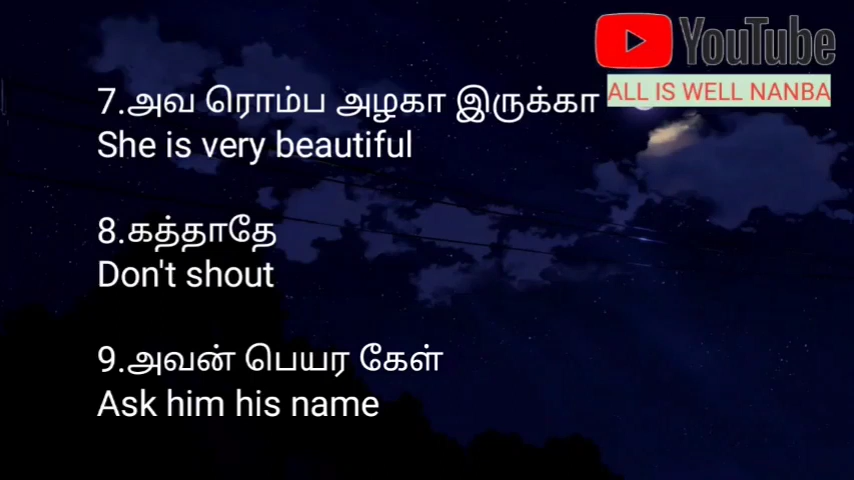 YouTube
ALL IS WELL NANBA
7.அவ ரொம்ப அழகா இருக்கா
She is very beautiful
8.கத்தாதே
Don't shout
9.அவன் பெயர கேள்
Ask him his name